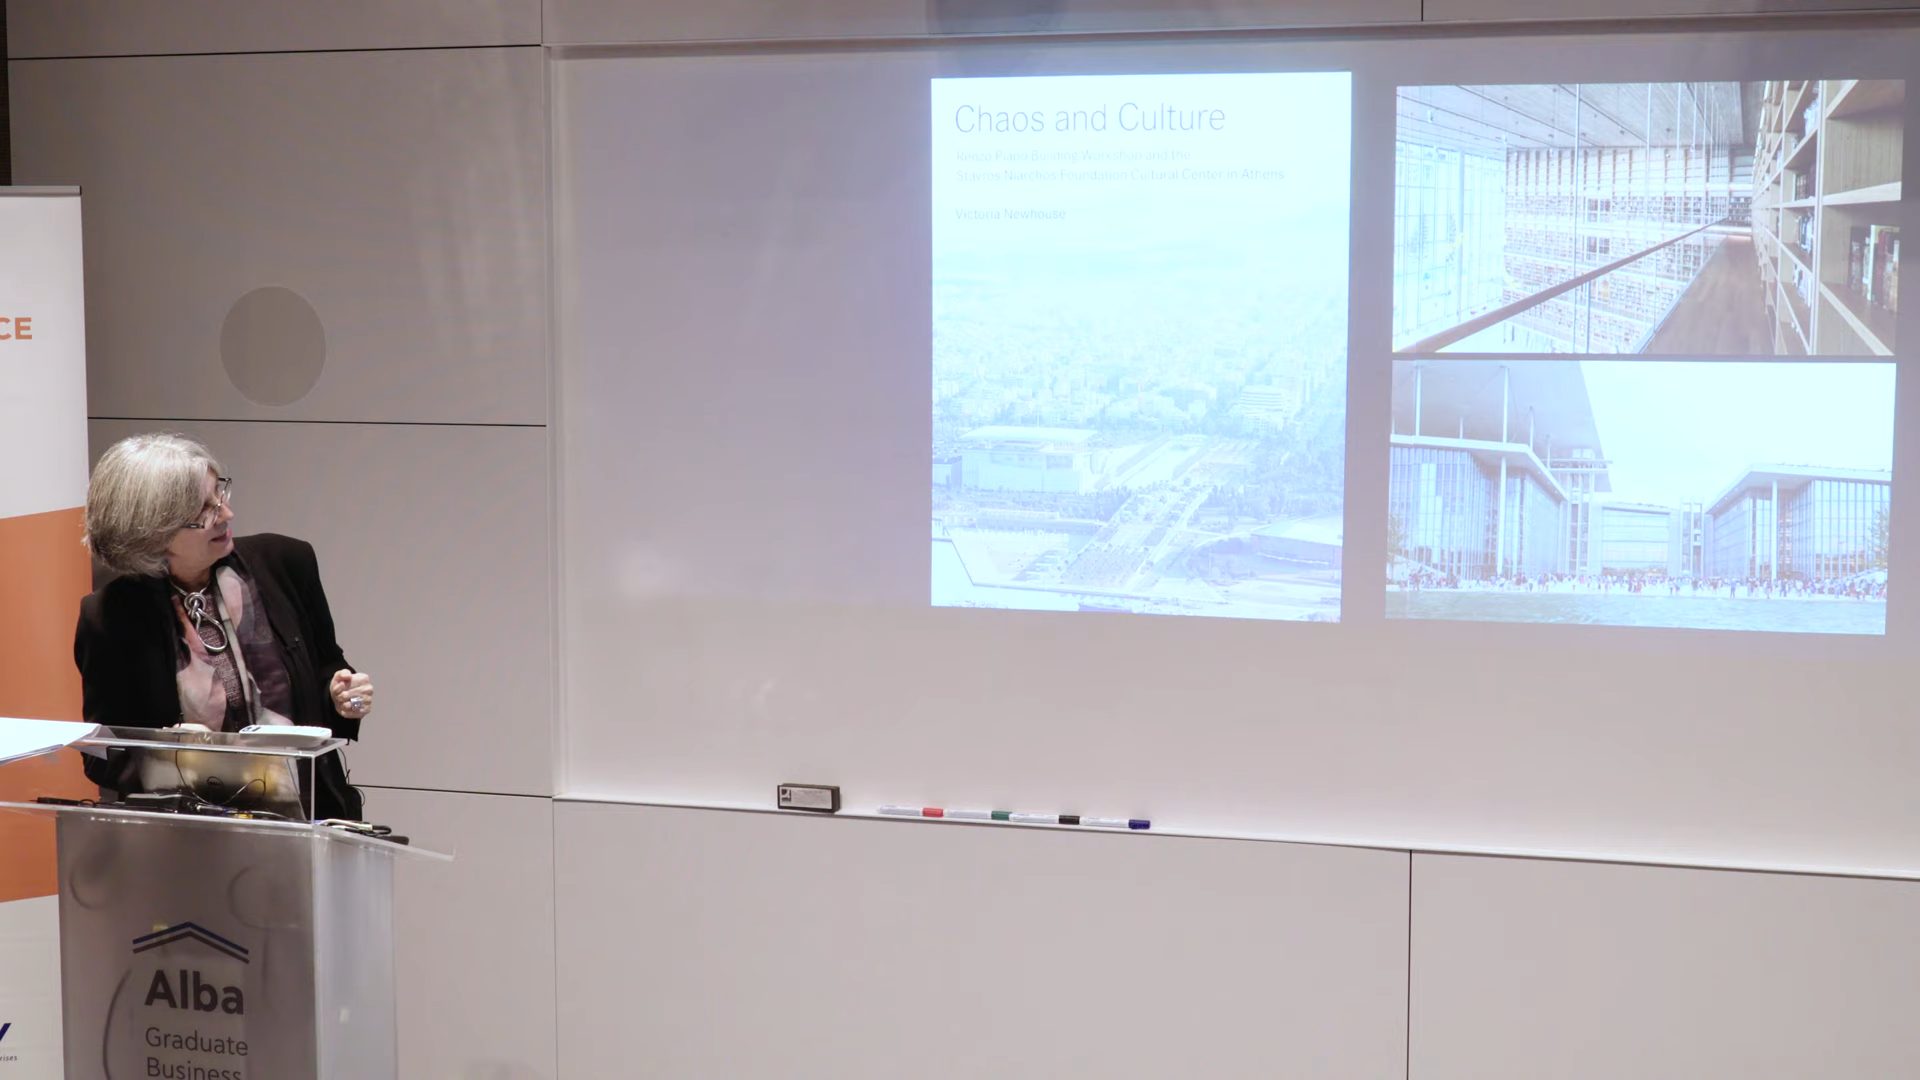 Chaos and Culture
Renzo Piano Building Workshop and the
Stavros Niarchos Foundation Cultural Center in Athens
Victoria Newhouse
CE
Alba
Graduate
Business
rises